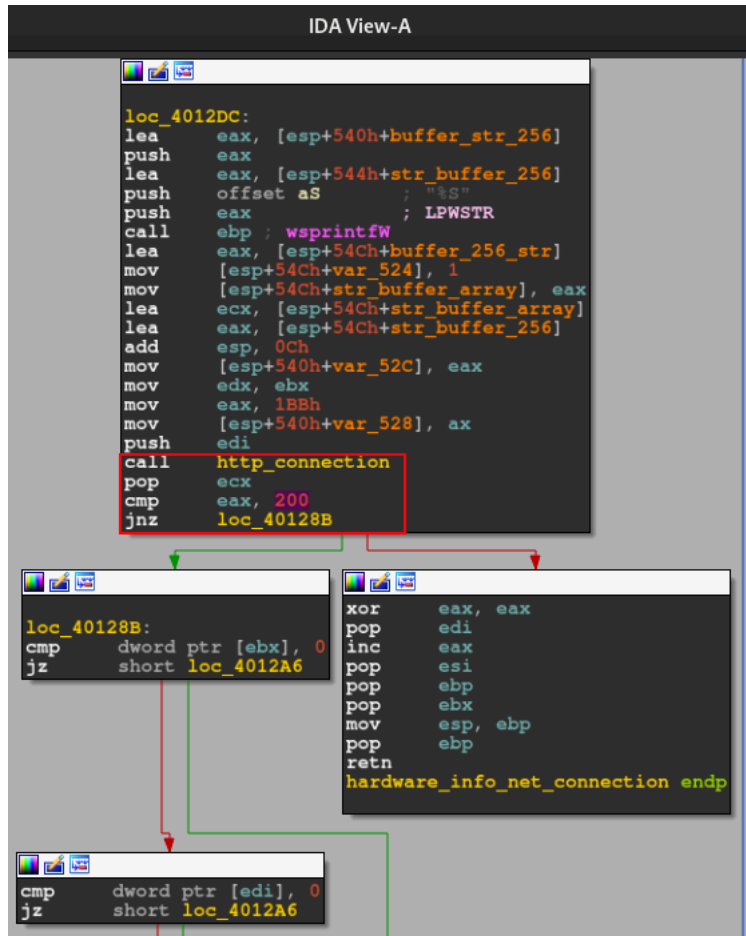 IDA View-A
loc_4012DC:
lea eax, [esp+540h+buffer_str_256]
push eax
lea eax, [esp+544h+str_buffer_256]
push offset aS ; "%S"
push eax ; LPWSTR
call ebp ; wsprintfW
lea eax, [esp+54Ch+buffer_256_str]
mov [esp+54Ch+var_524], 1
mov [esp+54Ch+str_buffer_array], eax
lea ecx, [esp+54Ch+str_buffer_array]
lea eax, [esp+54Ch+str_buffer_256]
add esp, 0Ch
mov [esp+540h+var_52C], eax
mov edx, ebx
mov eax, 1BBh
mov [esp+540h+var_528], ax
push edi
call http_connection
pop ecx
cmp eax, 200
jnz loc_40128B
loc_40128B:
cmp dword ptr [ebx], 0
jz short loc_4012A6
xor eax, eax
pop edi
inc eax
pop esi
pop ebp
pop ebx
mov esp, ebp
pop ebp
retn
hardware_info_net_connection endp
cmp dword ptr [edi], 0
jz short loc_4012A6